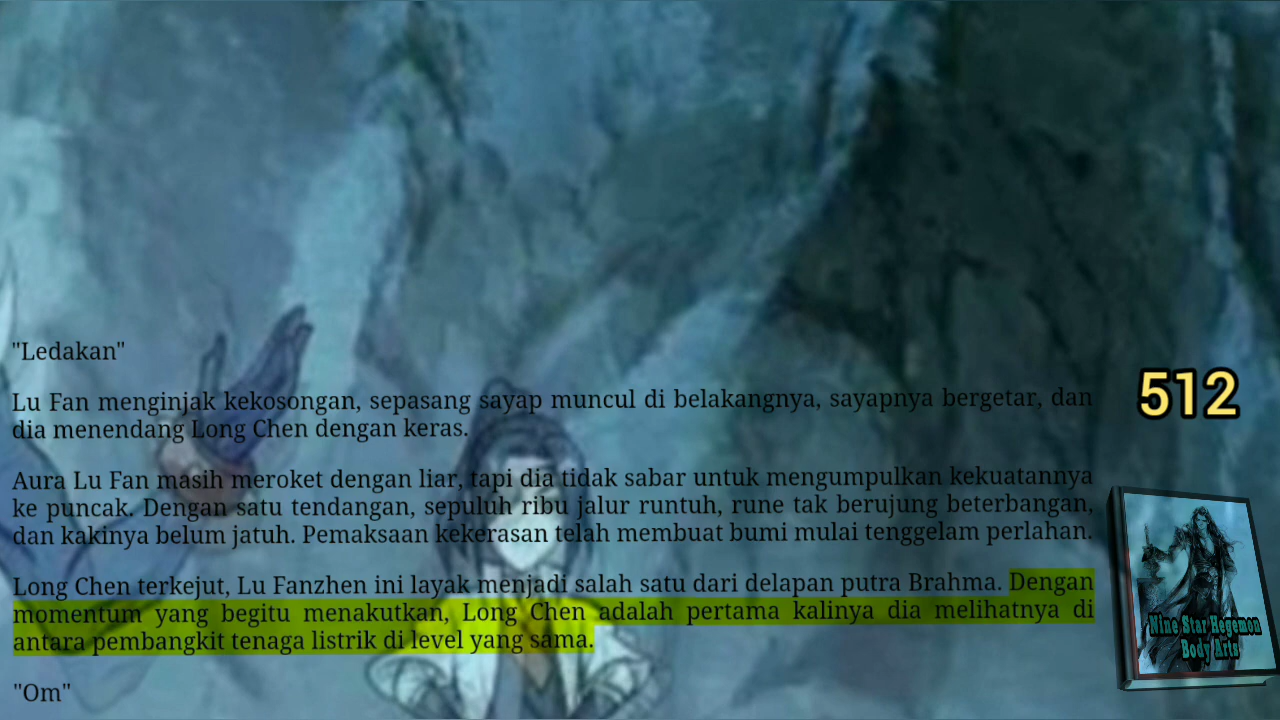 "Ledakan"
Lu Fan menginjak kekosongan, sepasang sayap muncul di belakangnya, sayapnya bergetar, dan
dia menendang Long Chen dengan keras.
Aura Lu Fan masih meroket dengan liar, tapi dia tidak sabar untuk mengumpulkan kekuatannya
ke puncak. Dengan satu tendangan, sepuluh ribu jalur runtuh, rune tak berujung beterbangan,
dan kakinya belum jatuh. Pemaksaan kekerasan telah membuat bumi mulai tenggelam perlahan.
Long Chen terkejut, Lu Fanzhen ini layak menjadi salah satu dari delapan putra Brahma. Dengan
momentum yang begitu menakutkan, Long Chen adalah pertama kalinya dia melihatnya di
antara pembangkit tenaga listrik di level yang sama.
"Om"
512
Nine Star Hegemon
Body Arts